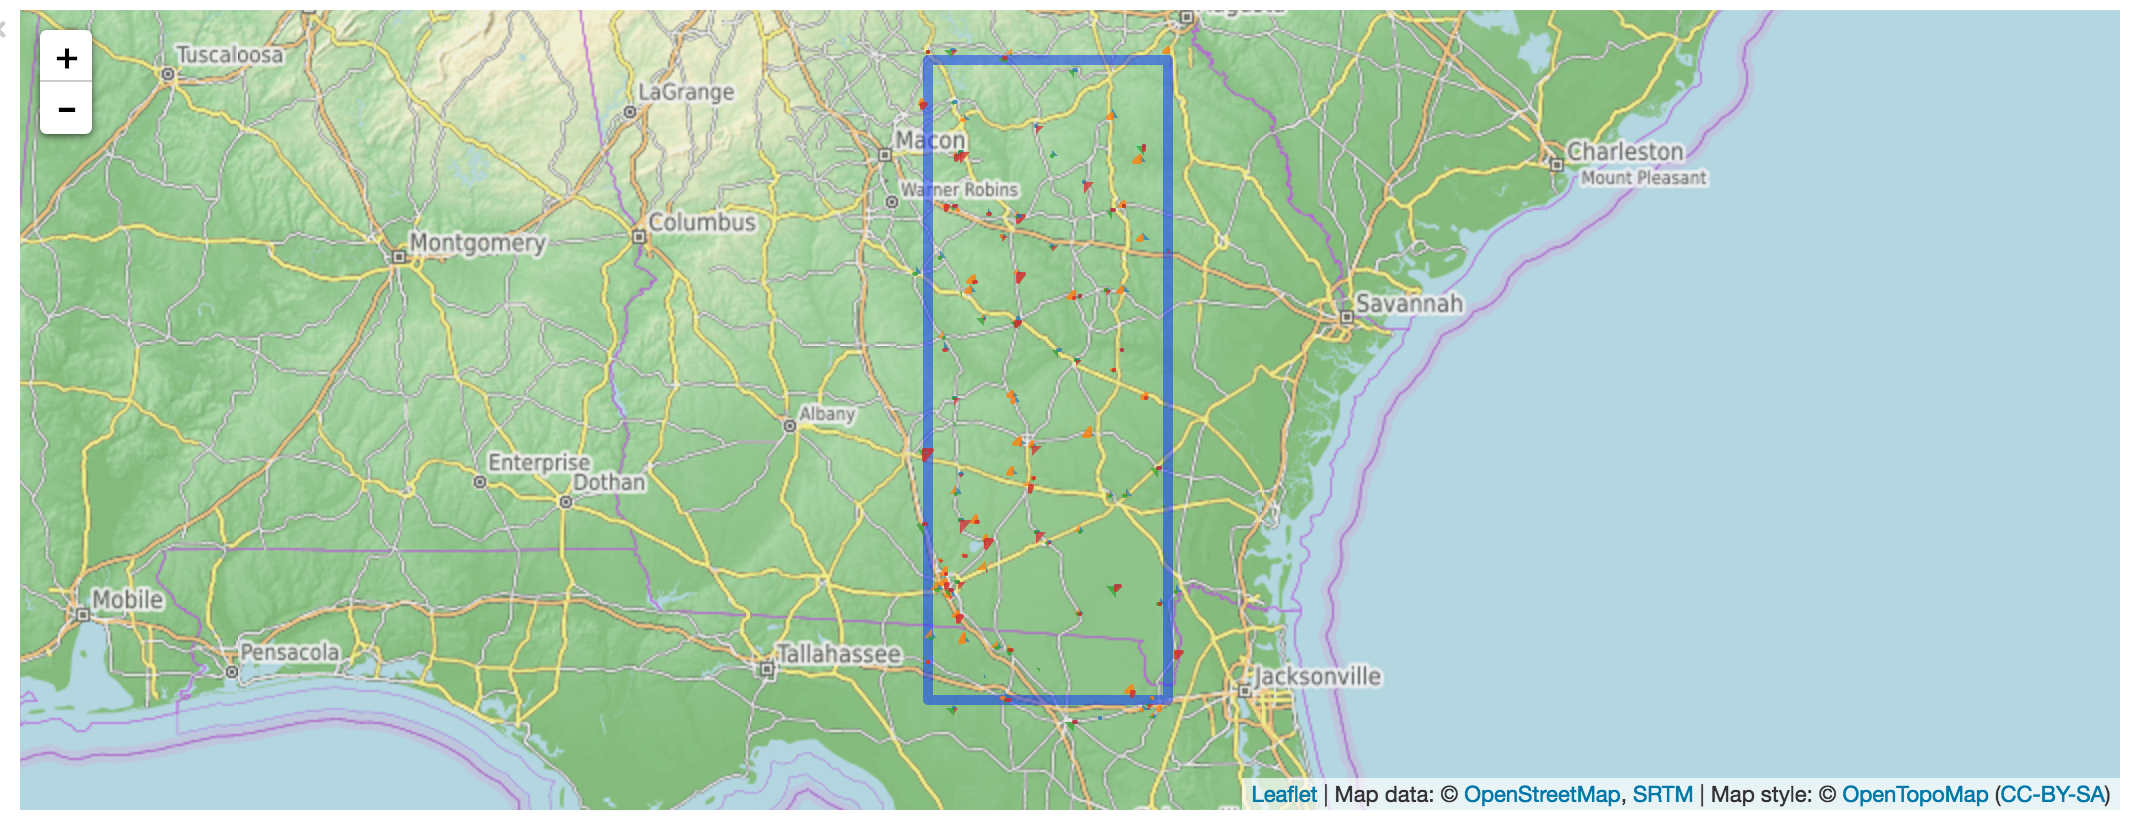 Augusta
+
Tuscaloosa
−
LaGrange
Macon
Charleston
Mount Pleasant
Warner Robins
Columbus
Montgomery
Savannah
Albany
Enterprise
Dothan
Mobile
Pensacola
Tallahassee
Jacksonville
Leaflet | Map data: © OpenStreetMap, SRTM | Map style: © OpenTopoMap (CC-BY-SA)